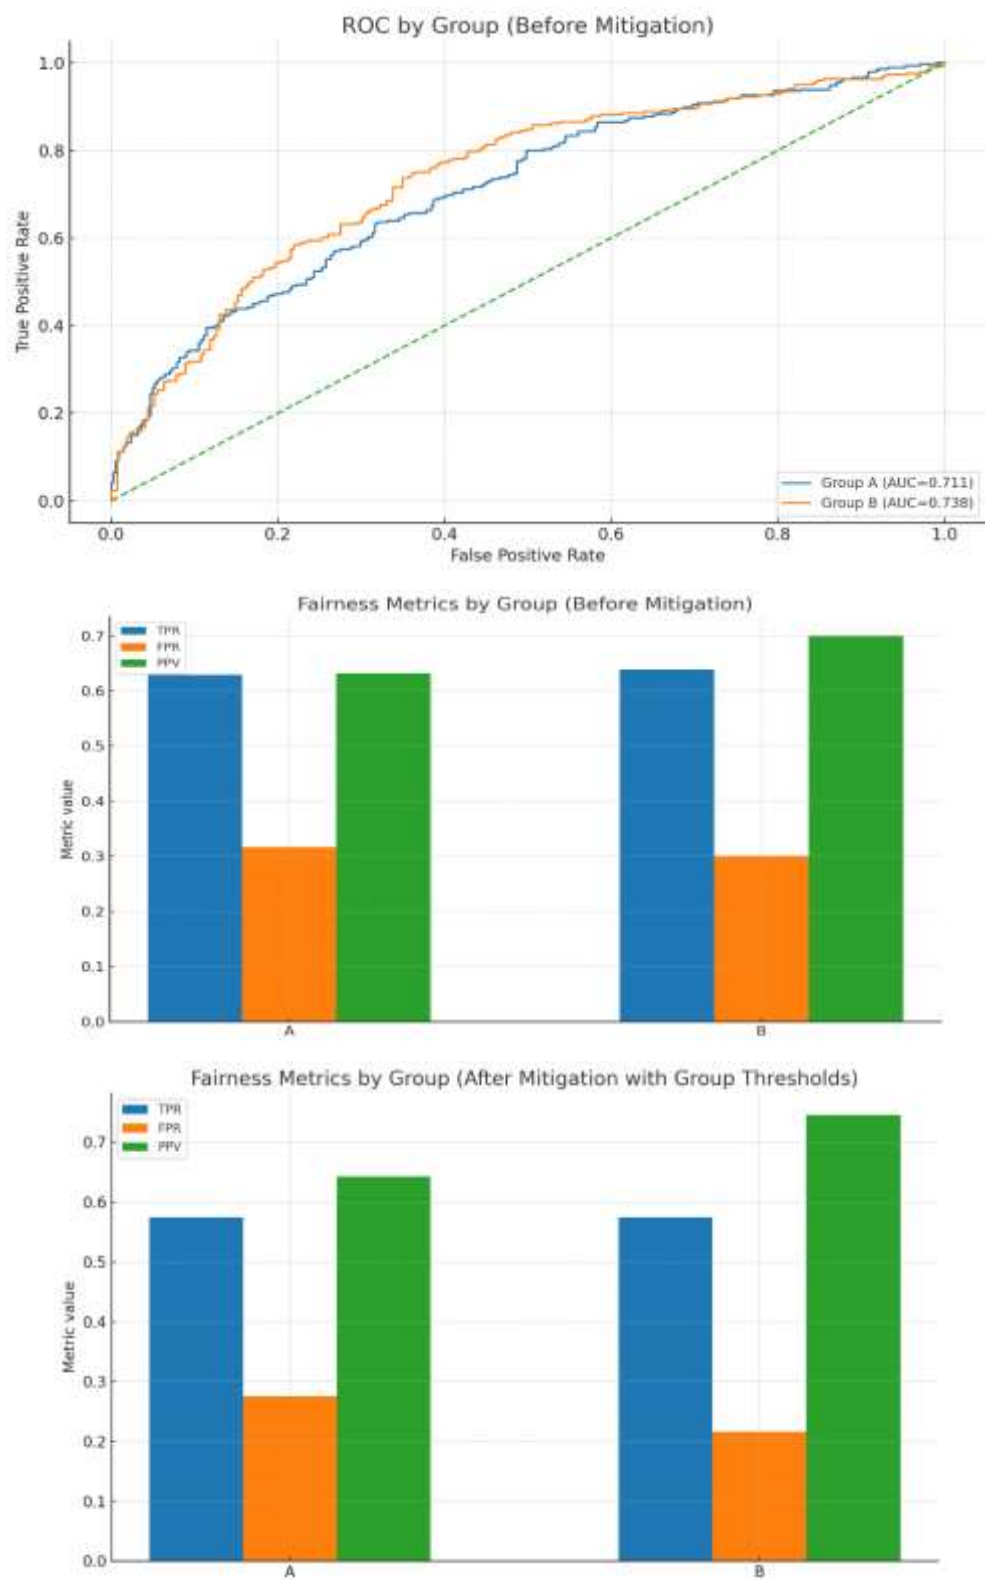 ROC by Group (Before Mitigation)
1.0
0.8
0.6
0.4
0.2
0.0
True Positive Rate
Group A (AUC=0.711)
Group B (AUC=0.738)
0.0 0.2 0.4 0.6 0.8 1.0
False Positive Rate
Fairness Metrics by Group (Before Mitigation)
TPR
FPR
PPV
0.7
0.6
0.5
0.4
0.3
0.2
0.1
0.0
Metric value
A B
Fairness Metrics by Group (After Mitigation with Group Thresholds)
TPR
FPR
PPV
0.7
0.6
0.5
0.4
0.3
0.2
0.1
0.0
Metric value
A B